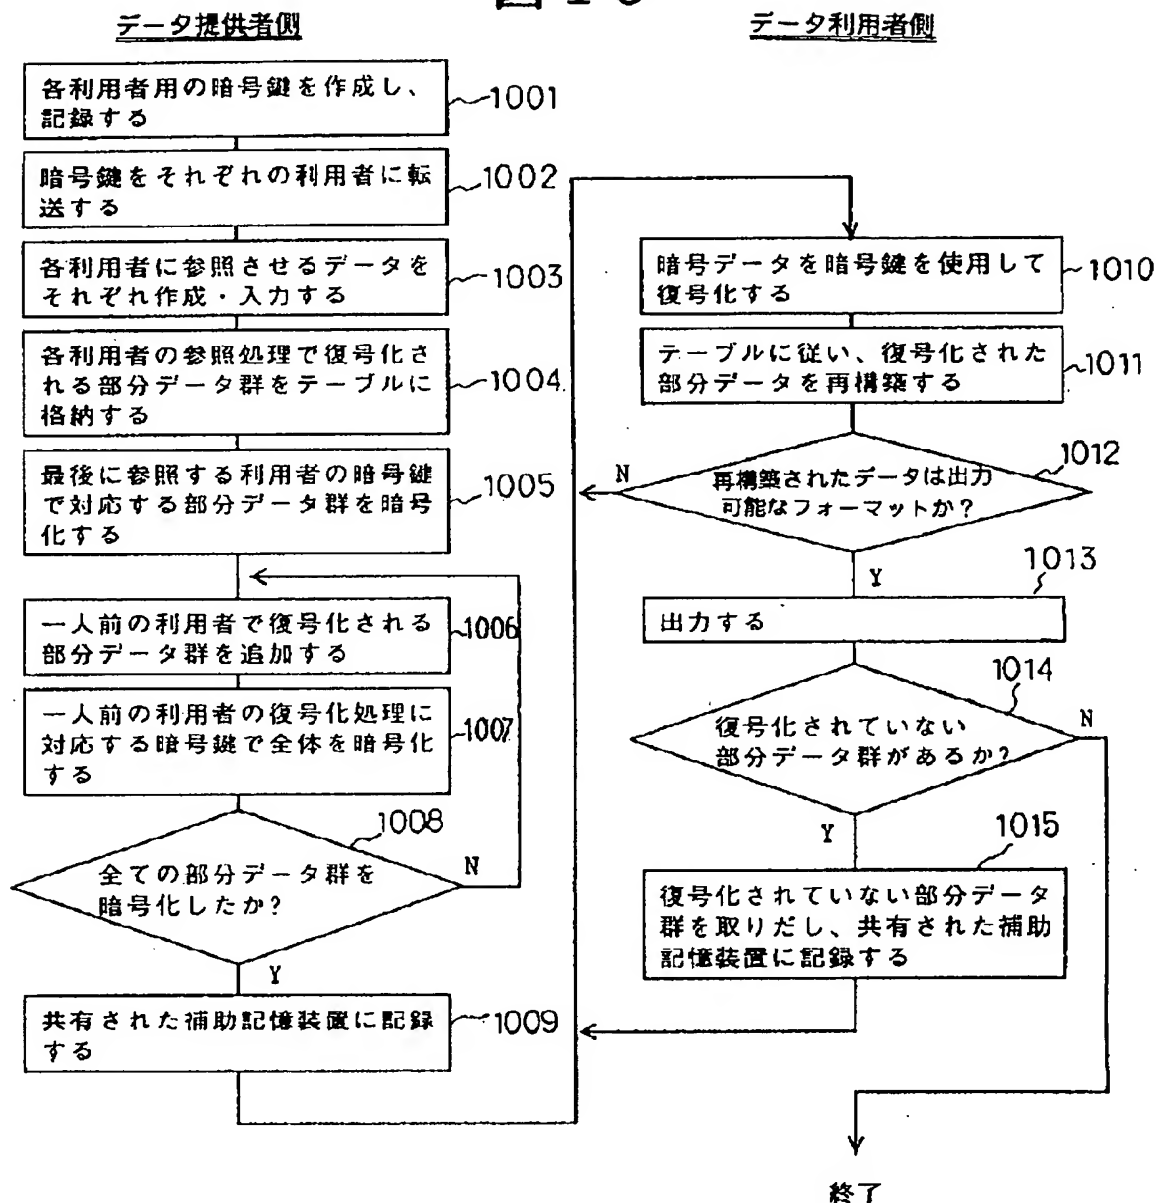 データ提供者側
各利用者用の暗号鍵を作成し、
記録する
1001
暗号鍵をそれぞれの利用者に転
送する
1002
各利用者に参照させるデータを
それぞれ作成・入力する
1003
各利用者の参照処理で復号化さ
れる部分データ群をテーブルに
格納する
1004
最後に参照する利用者の暗号鍵
で対応する部分データ群を暗号
化する
1005
一人前の利用者で復号化される
部分データ群を追加する
1006
一人前の利用者の復号化処理に
対応する暗号鍵で全体を暗号化
する
1007
全ての部分データ群を
暗号化したか?
1008
N
Y
共有された補助記憶装置に記録
する
1009
データ利用者側
暗号データを暗号鍵を使用して
復号化する
1010
テーブルに従い、復号化された
部分データを再構築する
1011
再構築されたデータは出力
可能なフォーマットか?
1012
N
Y
出力する
1013
復号化されていない
部分データ群があるか?
1014
N
Y
復号化されていない部分データ
群を取りだし、共有された補助
記憶装置に記録する
1015
終了